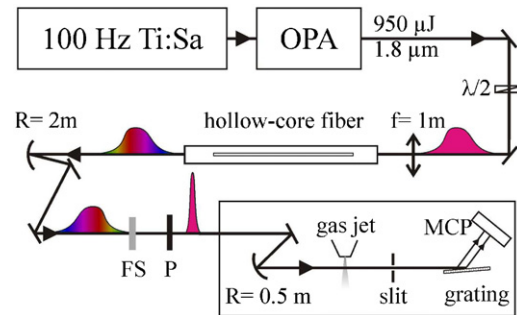 100 Hz Ti:Sa
OPA
950 µJ
1.8 µm
λ/2
R= 2m
hollow-core fiber
f= 1m
FS
P
gas jet
MCP
R= 0.5 m
slit
grating